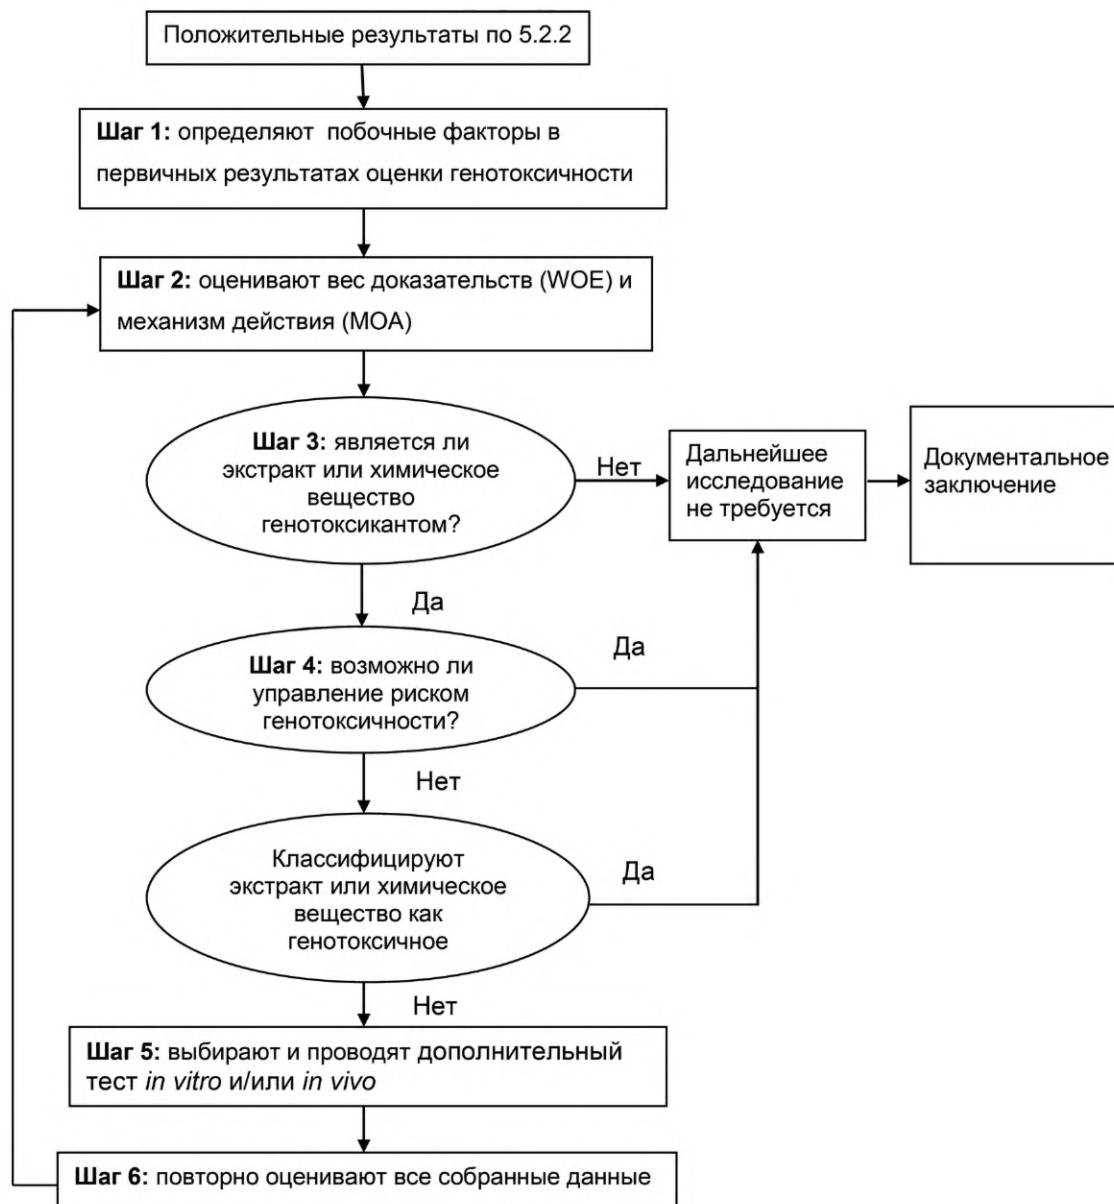 Положительные результаты по 5.2.2
Шаг 1: определяют побочные факторы в
первичных результатах оценки генотоксичности
Шаг 2: оценивают вес доказательств (WOE) и
механизм действия (MOA)
Шаг 3: является ли
экстракт или химическое
вещество
генотоксикантом?
Нет
Дальнейшее
исследование
не требуется
Документальное
заключение
Да
Шаг 4: возможно ли
управление риском
генотоксичности?
Да
Нет
Классифицируют
экстракт или химическое
вещество как
генотоксичное
Да
Нет
Шаг 5: выбирают и проводят дополнительный
тест in vitro и/или in vivo
Шаг 6: повторно оценивают все собранные данные